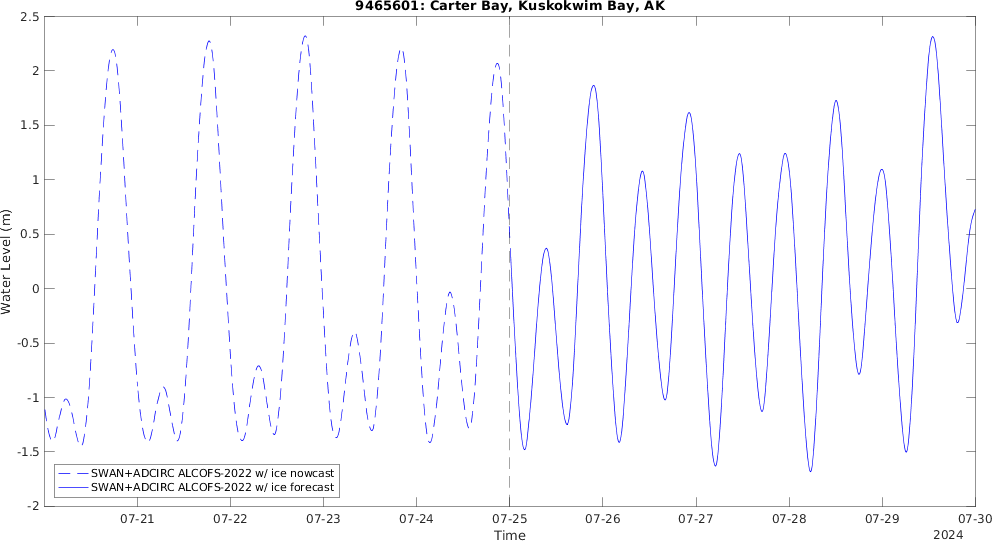 9465601: Carter Bay, Kuskokwim Bay, AK
2.5
2
1.5
1
0.5
0
-0.5
-1
-1.5
-2
Water Level (m)
SWAN+ADCIRC ALCOFS-2022 w/ ice nowcast
SWAN+ADCIRC ALCOFS-2022 w/ ice forecast
07-21 07-22 07-23 07-24 07-25 07-26 07-27 07-28 07-29 07-30
Time
2024